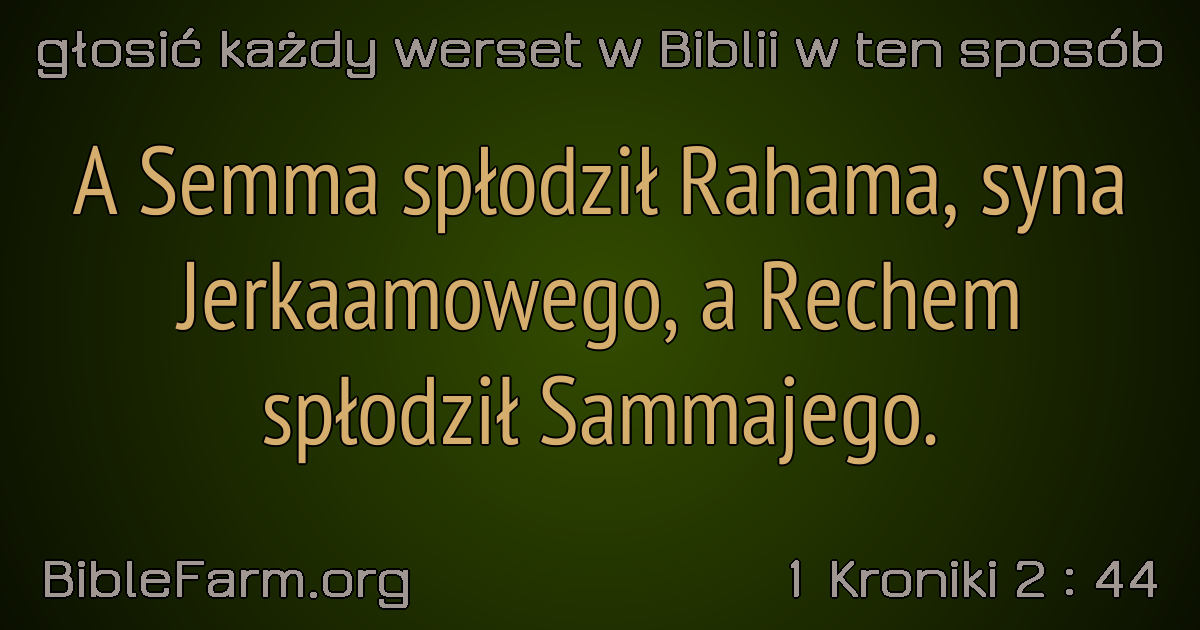 głosić każdy werset w Biblii w ten sposób
A Semma spłodził Rahama, syna
Jerkaamowego, a Rechem
spłodził Sammajego.
BibleFarm.org
1 Kroniki 2 : 44